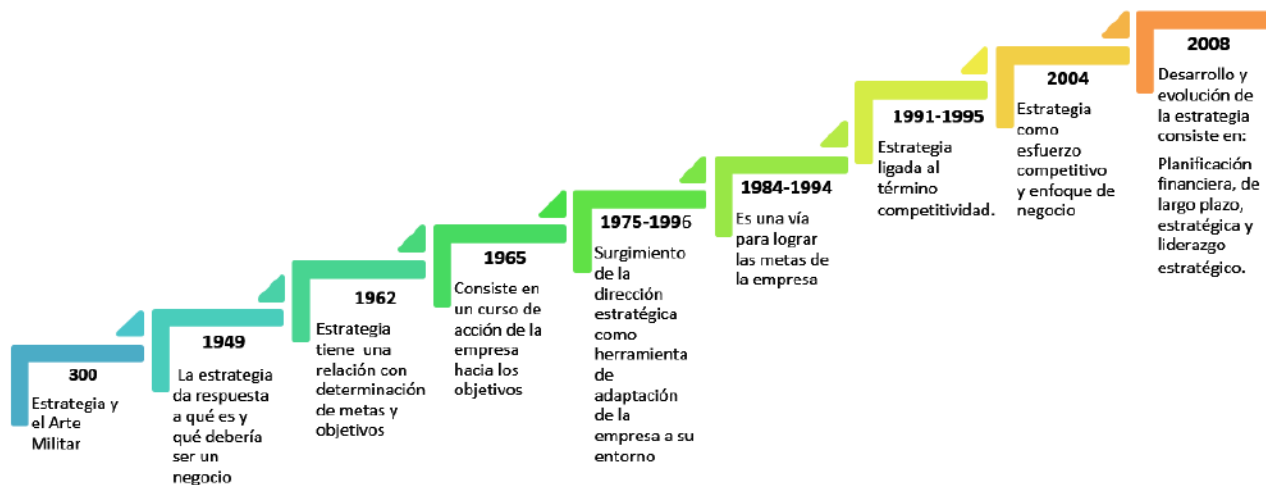 300
Estrategia y
el Arte
Militar
1949
La estrategia
da respuesta
a qué es y
qué debería
ser un
negocio
1962
Estrategia
tiene una
relación con
determinación
de metas y
objetivos
1965
Consiste en
un curso de
acción de la
empresa
hacia los
objetivos
1975-1996
Surgimiento
de la
dirección
estratégica
como
herramienta
de
adaptación
de la
empresa a su
entorno
1984-1994
Es una vía
para lograr
las metas de
la empresa
1991-1995
Estrategia
ligada al
término
competitividad.
2004
Estrategia
como
esfuerzo
competitivo
y enfoque de
negocio
2008
Desarrollo y
evolución de
la estrategia
consiste en:
Planificación
financiera, de
largo plazo,
estratégica y
liderazgo
estratégico.